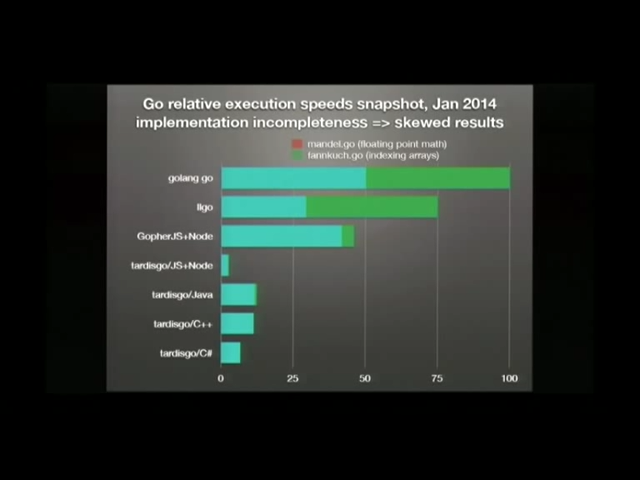 Go relative execution speeds snapshot, Jan 2014
implementation incompleteness => skewed results
mandel.go (floating point math)
fannkuch.go (indexing arrays)
golang go
llgo
GopherJS+Node
tardisgo/JS+Node
tardisgo/Java
tardisgo/C++
tardisgo/C#
0 25 50 75 100